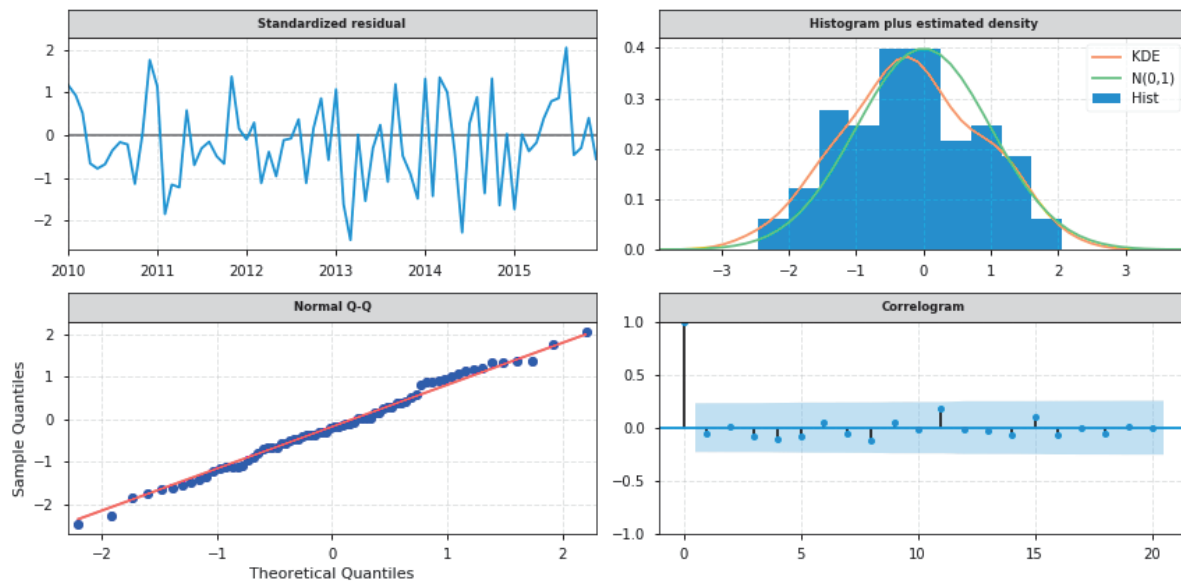 Standardized residual
2
1
0
−1
−2
2010 2011 2012 2013 2014 2015
Histogram plus estimated density
0.4
0.3
0.2
0.1
0.0
KDE
N(0,1)
Hist
−3 −2 −1 0 1 2 3
Normal Q-Q
Sample Quantiles
2
1
0
−1
−2
−2 −1 0 1 2
Theoretical Quantiles
Correlogram
1.0
0.5
0.0
−0.5
−1.0
0 5 10 15 20